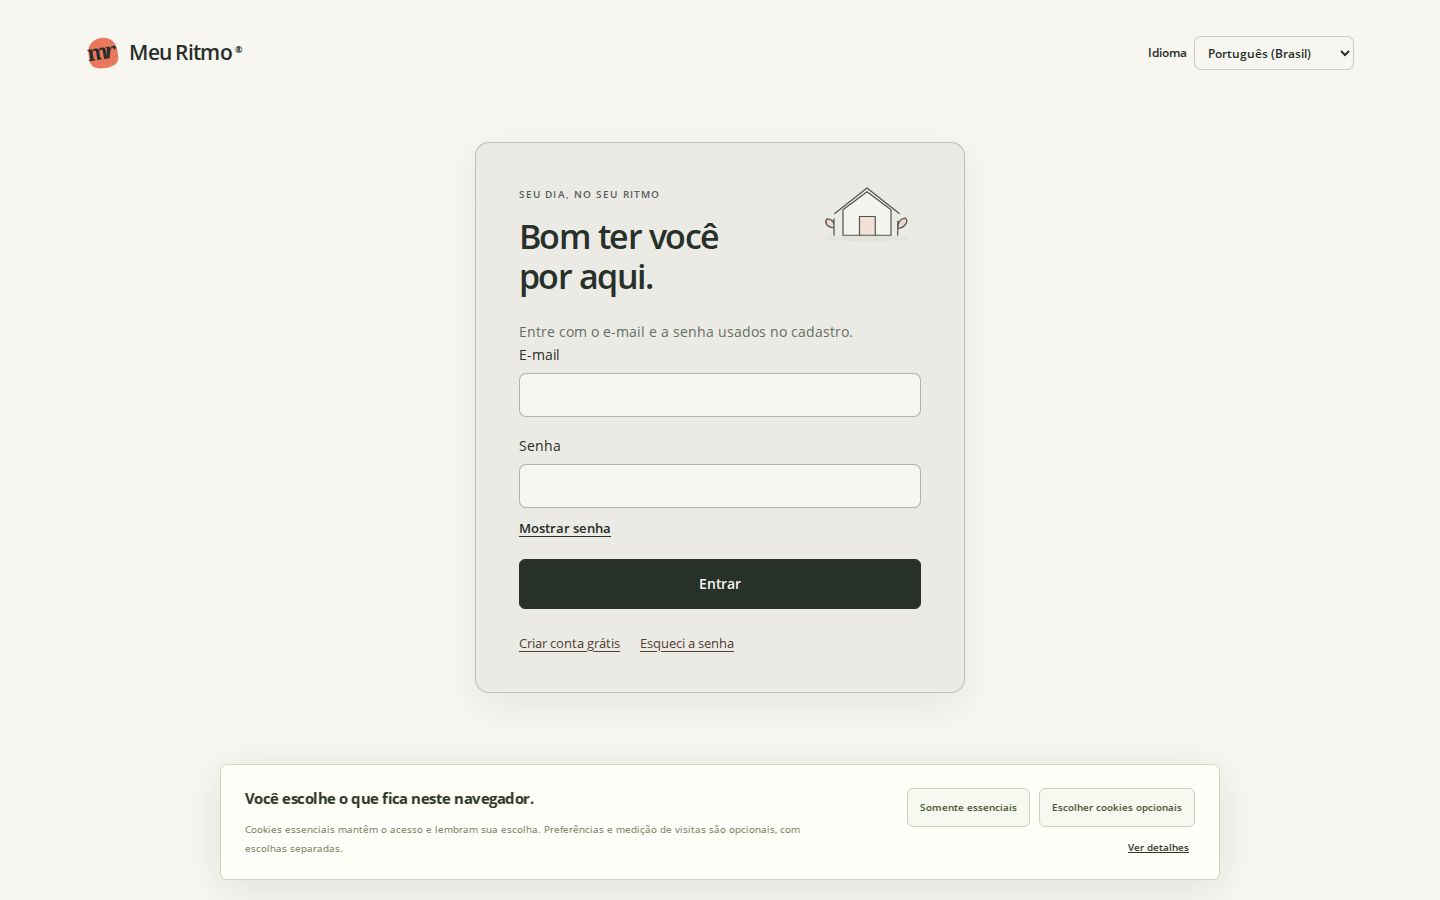 mr Meu Ritmo®
Idioma Português (Brasil)
SEU DIA, NO SEU RITMO
Bom ter você
por aqui.
Entre com o e-mail e a senha usados no cadastro.
E-mail
Senha
Mostrar senha
Entrar
Criar conta grátis Esqueci a senha
Você escolhe o que fica neste navegador.
Cookies essenciais mantêm o acesso e lembram sua escolha. Preferências e medição de visitas são opcionais, com
escolhas separadas.
Somente essenciais Escolher cookies opcionais
Ver detalhes